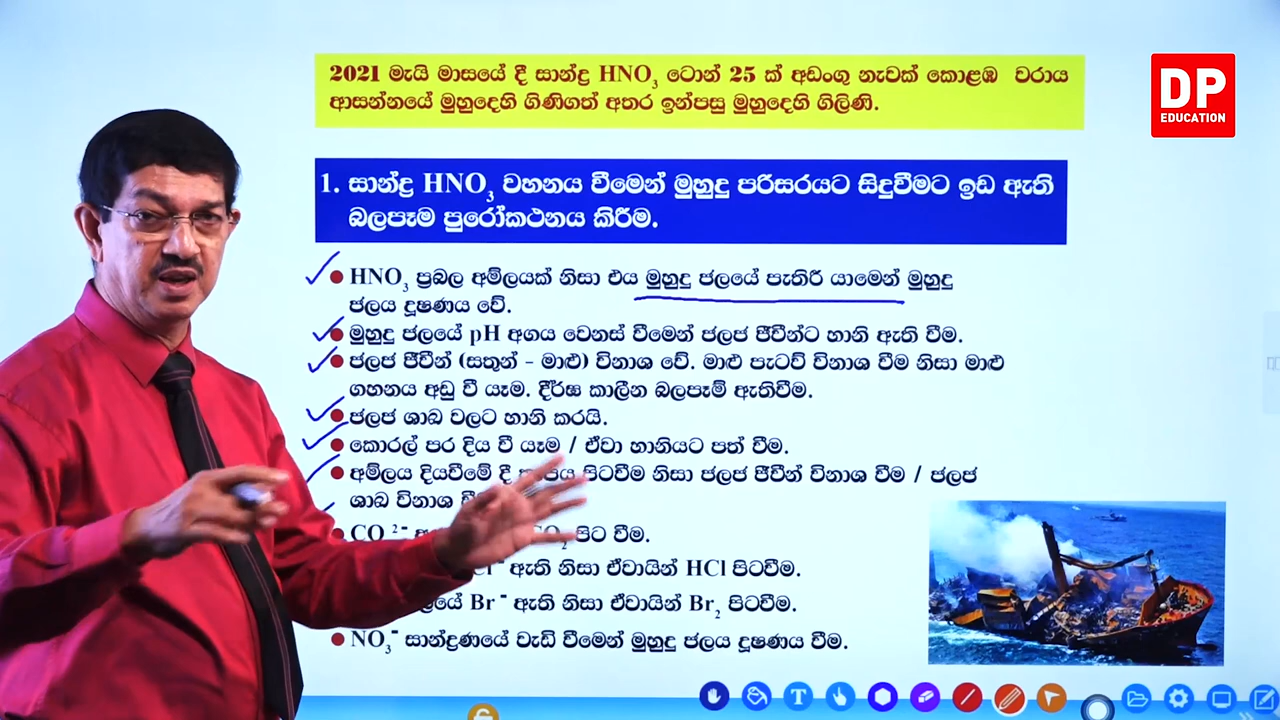 2021 මැයි මාසයේ දී සාන්ද්‍ර HNO3 ටොන් 25 ක් අඩංගු නැවක් කොළඹ වරාය
ආසන්නයේ මුහුදෙහි ගිණිගත් අතර ඉන්පසු මුහුදෙහි ගිලිණි.
DP
EDUCATION
1. සාන්ද්‍ර HNO3 වහනය වීමෙන් මුහුදු පරිසරයට සිදුවීමට ඉඩ ඇති
බලපෑම පුරෝකථනය කිරීම.
● HNO3 ප්‍රබල අම්ලයක් නිසා එය මුහුදු ජලයේ පැතිරී යාමෙන් මුහුදු
ජලය දූෂණය වේ.
● මුහුදු ජලයේ pH අගය වෙනස් වීමෙන් ජලජ ජීවීන්ට හානි ඇති වීම.
● ජලජ ජීවීන් (සතුන් - මාළු) විනාශ වේ. මාළු පැටව් විනාශ වීම නිසා මාළු
ගහනය අඩු වී යෑම. දීර්ඝ කාලීන බලපෑම් ඇතිවීම.
● ජලජ ශාඛ වලට හානි කරයි.
● කොරල් පර දිය වී යෑම / ඒවා හානියට පත් වීම.
● අම්ලය දියවීමේ දී පිටවීම නිසා ජලජ ජීවීන් විනාශ වීම / ජලජ
ශාඛ විනාශ
CO 2- පිට වීම.
ඇති නිසා ඒවායින් HCl පිටවීම.
Br- ඇති නිසා ඒවායින් Br2 පිටවීම.
● NO3- සාන්ද්‍රණයේ වැඩි වීමෙන් මුහුදු ජලය දූෂණය වීම.